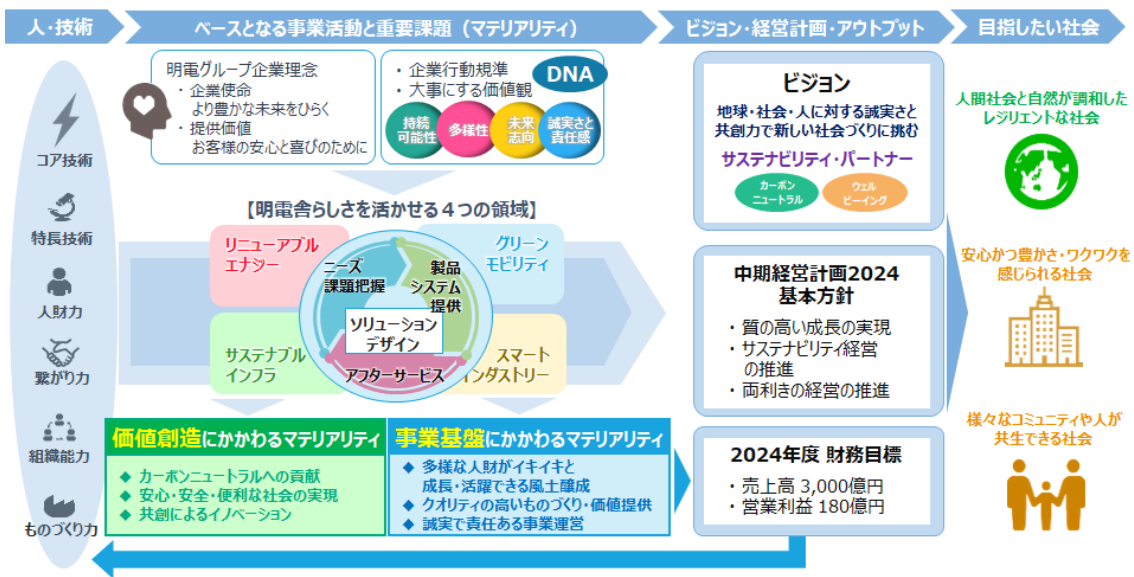 人・技術
ベースとなる事業活動と重要課題（マテリアリティ）
ビジョン・経営計画・アウトプット
目指したい社会
コア技術
特長技術
人財力
繋がり力
組織能力
ものづくり力
明電グループ企業理念
・企業使命
より豊かな未来をひらく
・提供価値
お客様の安心と喜びのために
・企業行動規準
・大事にする価値観
DNA
持続
可能性
多様性
未来
志向
誠実さと
責任感
【明電舎らしさを活かせる４つの領域】
リニューアブル
エナジー
グリーン
モビリティ
サステナブル
インフラ
スマート
インダストリー
ニーズ
課題把握
製品
システム
提供
ソリューション
デザイン
アフターサービス
価値創造にかかわるマテリアリティ
◆ カーボンニュートラルへの貢献
◆ 安心・安全・便利な社会の実現
◆ 共創によるイノベーション
事業基盤にかかわるマテリアリティ
◆ 多様な人財がイキイキと
成長・活躍できる風土醸成
◆ クオリティの高いものづくり・価値提供
◆ 誠実で責任ある事業運営
ビジョン
地球・社会・人に対する誠実さと
共創力で新しい社会づくりに挑む
サステナビリティ・パートナー
カーボン
ニュートラル
ウェル
ビーイング
中期経営計画2024
基本方針
・質の高い成長の実現
・サステナビリティ経営
の推進
・両利きの経営の推進
2024年度 財務目標
・売上高 3,000億円
・営業利益 180億円
人間社会と自然が調和した
レジリエントな社会
安心かつ豊かさ・ワクワクを
感じられる社会
様々なコミュニティや人が
共生できる社会